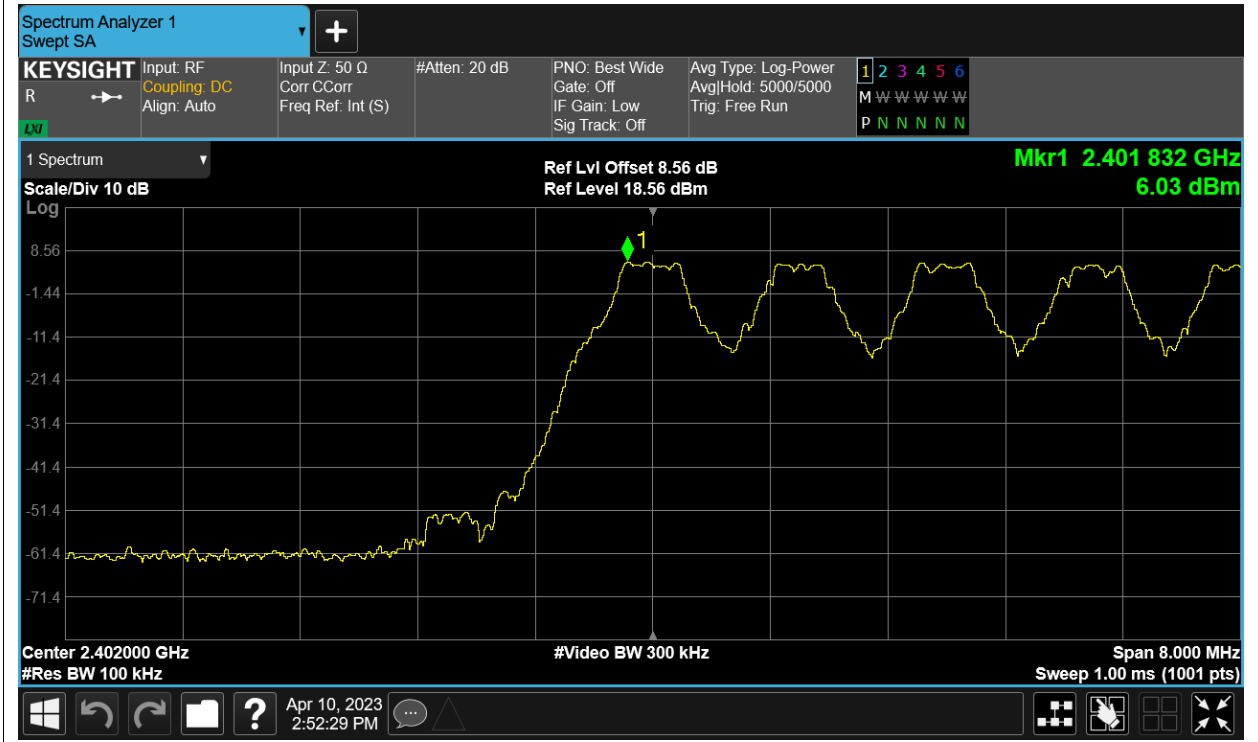 Spectrum Analyzer 1
Swept SA
KEYSIGHT
R
LXI
Input: RF
Coupling: DC
Align: Auto
Input Z: 50 Ω
Corr CCorr
Freq Ref: Int (S)
#Atten: 20 dB
PNO: Best Wide
Gate: Off
IF Gain: Low
Sig Track: Off
Avg Type: Log-Power
Avg|Hold: 5000/5000
Trig: Free Run
1 2 3 4 5 6
M W W W W W W
P N N N N N N
1 Spectrum
Scale/Div 10 dB
Log
Ref Lvl Offset 8.56 dB
Ref Level 18.56 dBm
Mkr1 2.401 832 GHz
6.03 dBm
1
8.56
-1.44
-11.4
-21.4
-31.4
-41.4
-51.4
-61.4
-71.4
Center 2.402000 GHz
#Video BW 300 kHz
Span 8.000 MHz
#Res BW 100 kHz
Sweep 1.00 ms (1001 pts)
?
Apr 10, 2023
2:52:29 PM